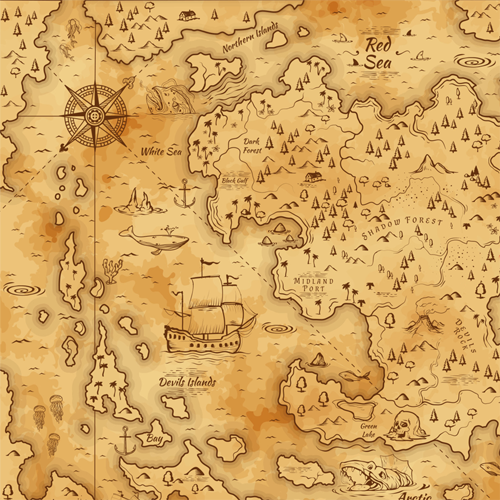 Northern Islands
Red
Sea
White Sea
Dark
Forest
Black Gulf
SHADOW FOREST
MIDLAND
PORT
DEVILS
ROCK
Devils Islands
Green
Lake
Bay
Arctic